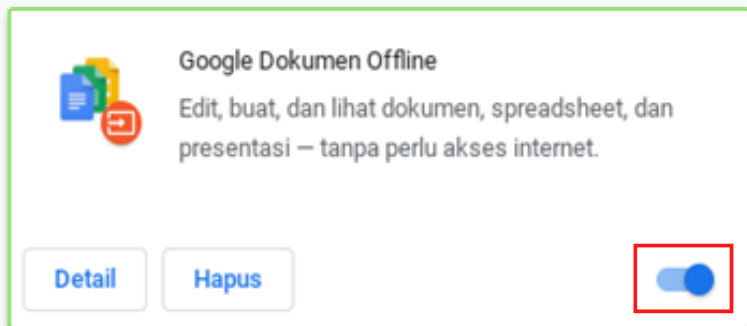 Google Dokumen Offline
Edit, buat, dan lihat dokumen, spreadsheet, dan
presentasi — tanpa perlu akses internet.
Detail
Hapus